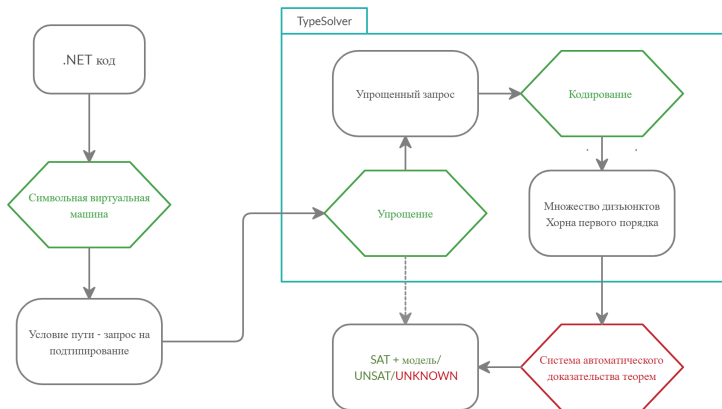 TypeSolver
.NET код
Упрощенный запрос
Кодирование
Символьная виртуальная
машина
Упрощение
Множество дизъюнктов
Хорна первого порядка
Условие пути - запрос на
подтипирование
SAT + модель/
UNSAT/UNKNOWN
Система автоматического
доказательства теорем